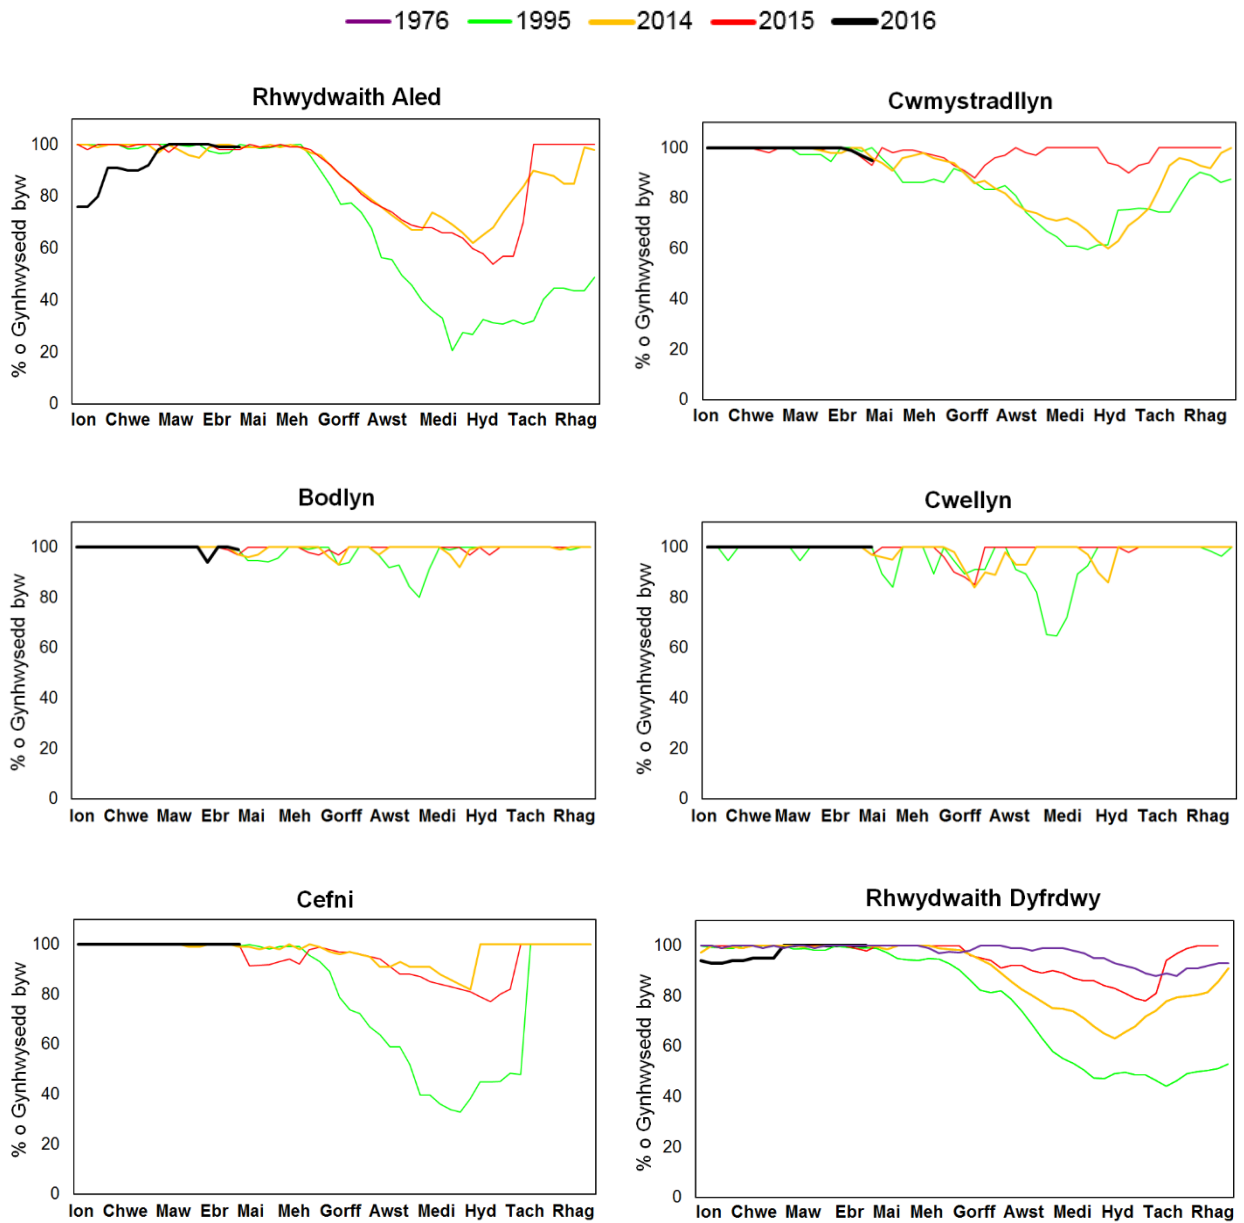 1976 1995 2014 2015 2016
Rhwydwaith Aled
% o Gynhwysedd byw
100
80
60
40
20
0
Ion Chwe Maw Ebr Mai Meh Gorff Awst Medi Hyd Tach Rhag
Cwmystradllyn
% o Gynhwysedd byw
100
80
60
40
20
0
Ion Chwe Maw Ebr Mai Meh Gorff Awst Medi Hyd Tach Rhag
Bodlyn
% o Gynhwysedd byw
100
80
60
40
20
0
Ion Chwe Maw Ebr Mai Meh Gorff Awst Medi Hyd Tach Rhag
Cwellyn
% o Gwynhwysedd byw
100
80
60
40
20
0
Ion Chwe Maw Ebr Mai Meh Gorff Awst Medi Hyd Tach Rhag
Cefni
% o Gynhwysedd byw
100
80
60
40
20
0
Ion Chwe Maw Ebr Mai Meh Gorff Awst Medi Hyd Tach Rhag
Rhwydwaith Dyfrdwy
% o Gynhwysedd byw
100
80
60
40
20
0
Ion Chwe Maw Ebr Mai Meh Gorff Awst Medi Hyd Tach Rhag